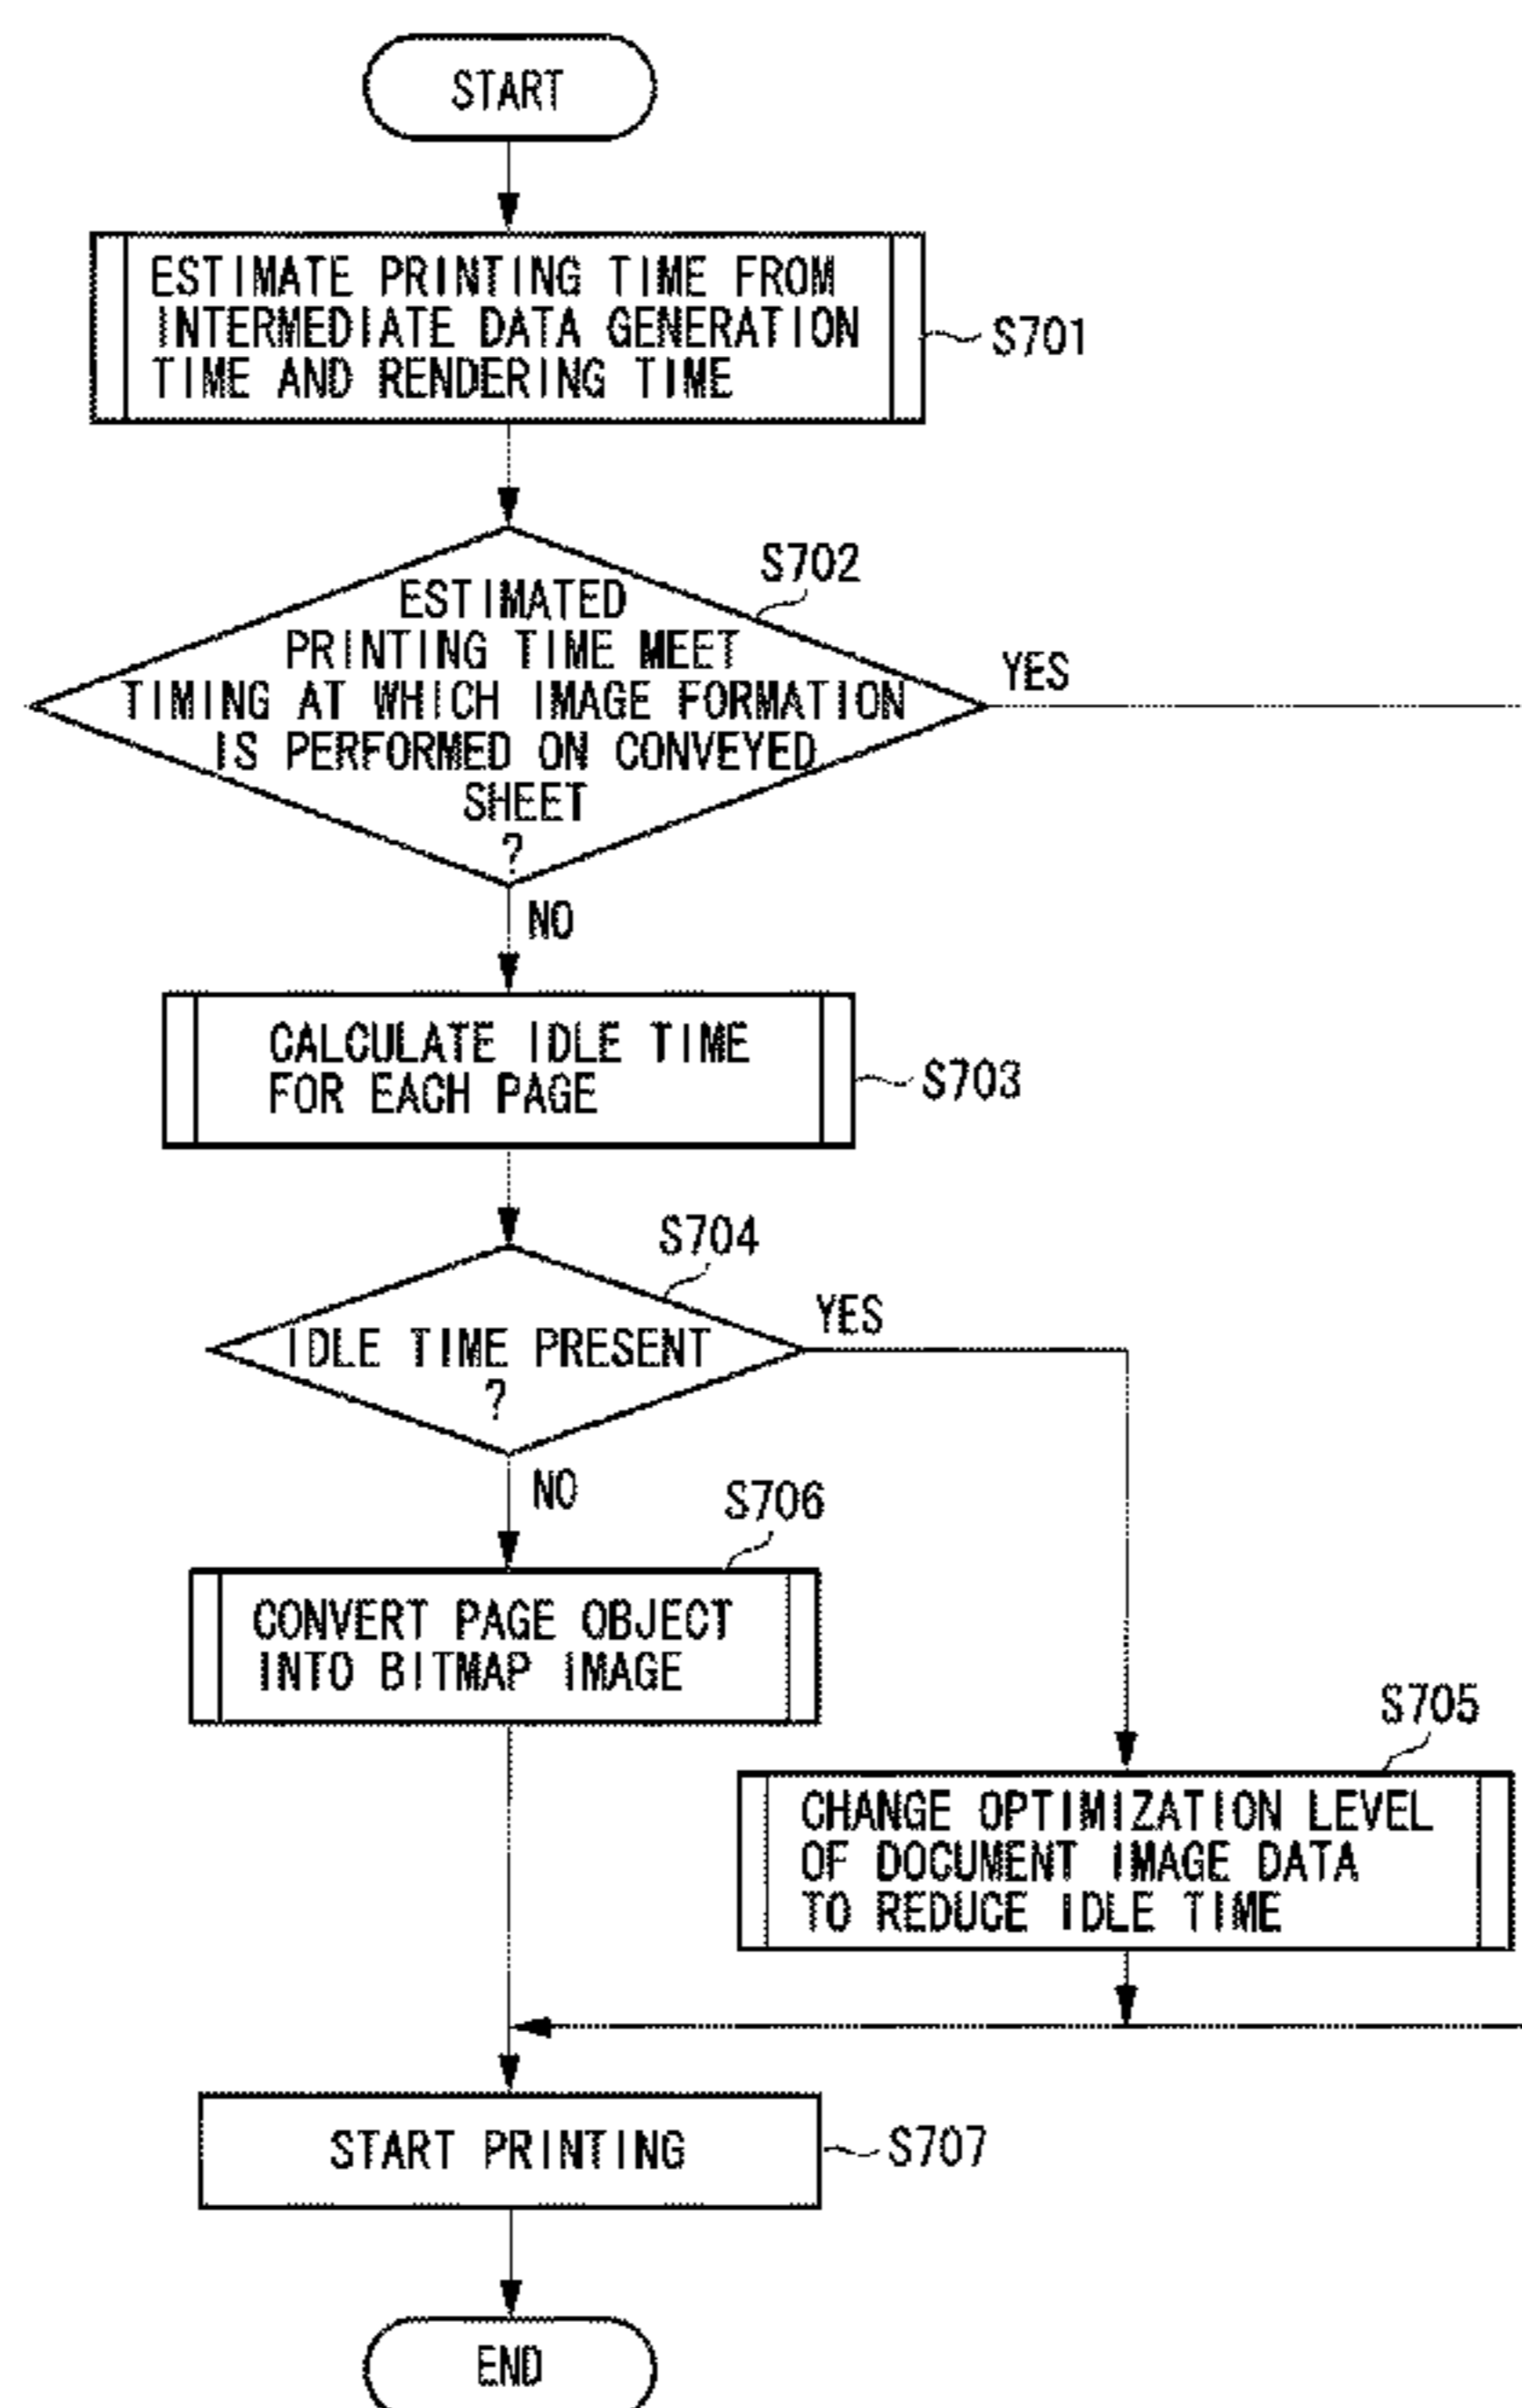 START
ESTIMATE PRINTING TIME FROM
INTERMEDIATE DATA GENERATION
TIME AND RENDERING TIME
S701
S702
ESTIMATED
PRINTING TIME MEET
TIMING AT WHICH IMAGE FORMATION
IS PERFORMED ON CONVEYED
SHEET
?
YES
NO
CALCULATE IDLE TIME
FOR EACH PAGE
S703
S704
IDLE TIME PRESENT
?
YES
NO
S706
CONVERT PAGE OBJECT
INTO BITMAP IMAGE
S705
CHANGE OPTIMIZATION LEVEL
OF DOCUMENT IMAGE DATA
TO REDUCE IDLE TIME
START PRINTING
S707
END